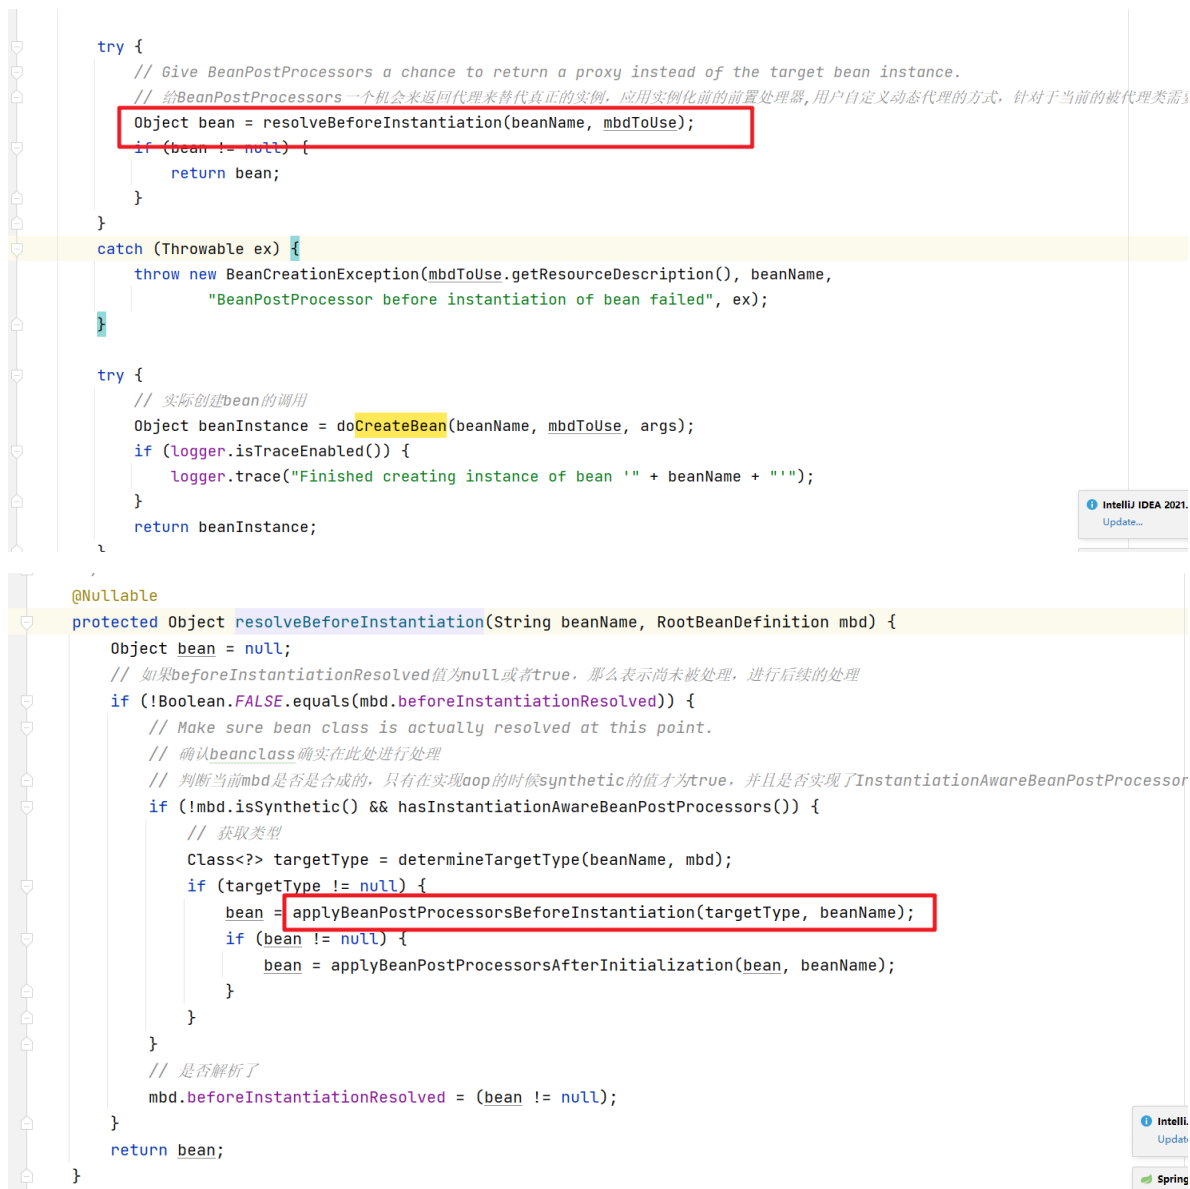 try {
// Give BeanPostProcessors a chance to return a proxy instead of the target bean instance.
// 给BeanPostProcessors一个机会来返回代理来替代真正的实例，应用实例化前的前置处理器,用户自定义动态代理的方式，针对于当前的被代理类需要
Object bean = resolveBeforeInstantiation(beanName, mbdToUse);
if (bean != null) {
return bean;
}
}
catch (Throwable ex) {
throw new BeanCreationException(mbdToUse.getResourceDescription(), beanName,
"BeanPostProcessor before instantiation of bean failed", ex);
}
try {
// 实际创建bean的调用
Object beanInstance = doCreateBean(beanName, mbdToUse, args);
if (logger.isTraceEnabled()) {
logger.trace("Finished creating instance of bean '" + beanName + "'");
}
return beanInstance;
}
IntelliJ IDEA 2021.
Update...
@Nullable
protected Object resolveBeforeInstantiation(String beanName, RootBeanDefinition mbd) {
Object bean = null;
// 如果beforeInstantiationResolved值为null或者true，那么表示尚未被处理，进行后续的处理
if (!Boolean.FALSE.equals(mbd.beforeInstantiationResolved)) {
// Make sure bean class is actually resolved at this point.
// 确认beanclass确实在此处进行处理
// 判断当前mbd是否是合成的，只有在实现aop的时候synthetic的值才为true，并且是否实现了InstantiationAwareBeanPostProcessor
if (!mbd.isSynthetic() && hasInstantiationAwareBeanPostProcessors()) {
// 获取类型
Class<?> targetType = determineTargetType(beanName, mbd);
if (targetType != null) {
bean = applyBeanPostProcessorsBeforeInstantiation(targetType, beanName);
if (bean != null) {
bean = applyBeanPostProcessorsAfterInitialization(bean, beanName);
}
}
}
// 是否解析了
mbd.beforeInstantiationResolved = (bean != null);
}
return bean;
}
Intelli
Updat
Spring